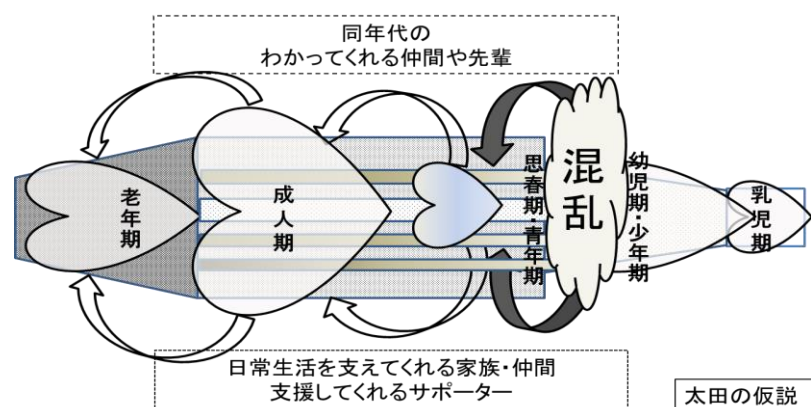 同年代の
わかってくれる仲間や先輩
老年期
成人期
思春期・青年期
混乱
幼児期・少年期
乳児期
日常生活を支えてくれる家族・仲間
支援してくれるサポーター
太田の仮説